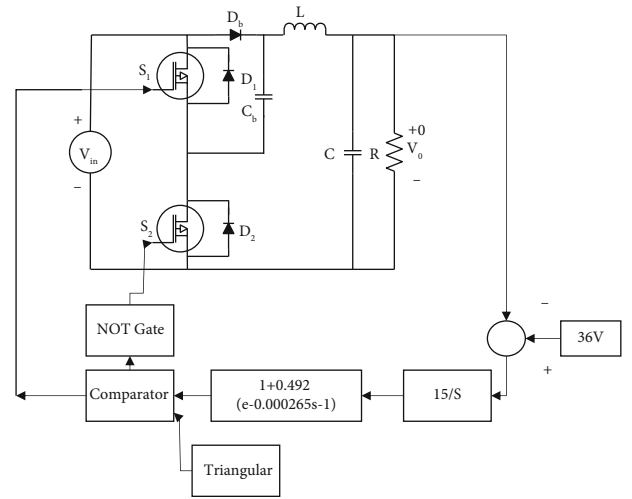 D_b
L
S_1
D_1
C_b
+
V_in
−
C
R
+0
V_0
−
S_2
D_2
−
NOT Gate
36V
+
Comparator
1+0.492
(e-0.000265s-1)
15/S
Triangular